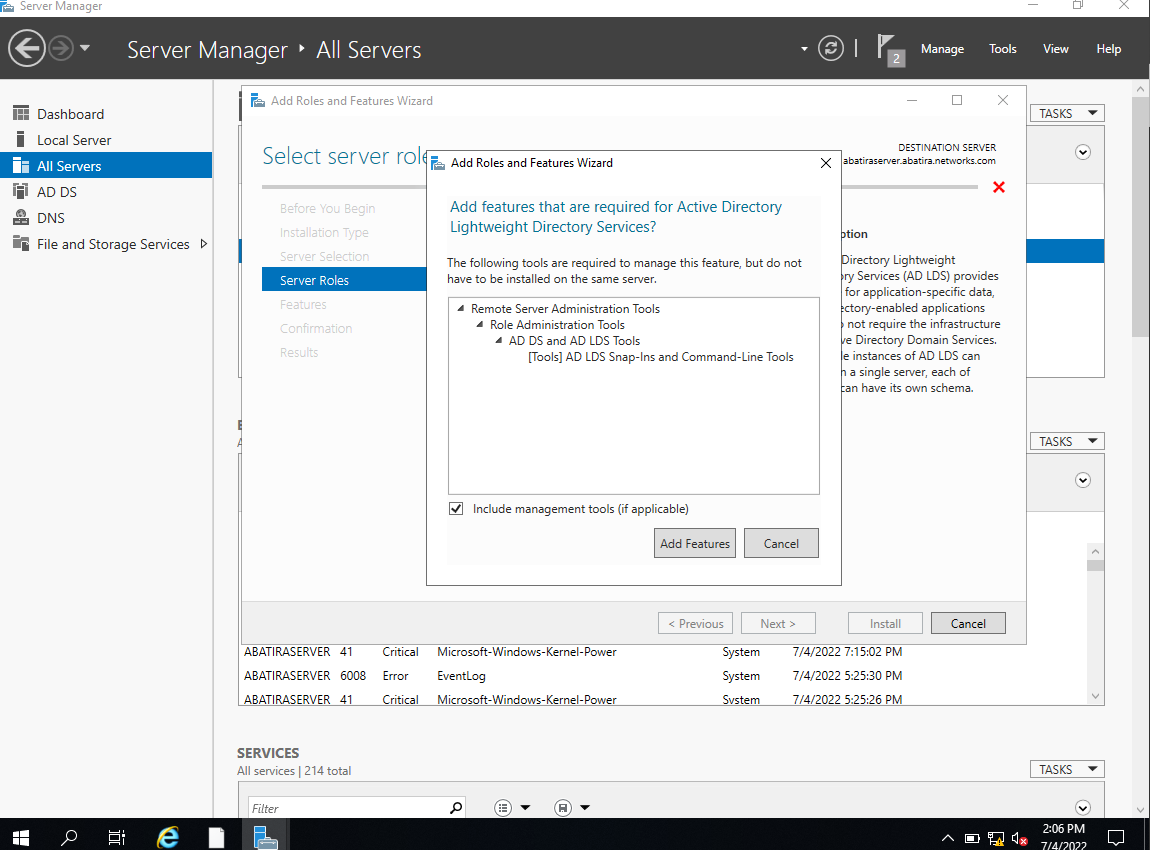 Server Manager
Server Manager ‣ All Servers
2
Manage
Tools
View
Help
Dashboard
Local Server
All Servers
AD DS
DNS
File and Storage Services
TASKS
Add Roles and Features Wizard
Select server
DESTINATION SERVER
abatiraserver.abatira.networks.com
Before You Begin
Installation Type
Server Selection
Server Roles
Features
Confirmation
Results
Directory Lightweight
Services (AD LDS) provides
for application-specific data,
applications
not require the infrastructure
Directory Domain Services.
instances of AD LDS can
a single server, each of
can have its own schema.
Add Roles and Features Wizard
Add features that are required for Active Directory
Lightweight Directory Services?
The following tools are required to manage this feature, but do not
have to be installed on the same server.
Remote Server Administration Tools
Role Administration Tools
AD DS and AD LDS Tools
[Tools] AD LDS Snap-Ins and Command-Line Tools
Include management tools (if applicable)
Add Features
Cancel
< Previous
Next >
Install
Cancel
TASKS
ABATIRASERVER 41 Critical Microsoft-Windows-Kernel-Power System 7/4/2022 7:15:02 PM
ABATIRASERVER 6008 Error EventLog System 7/4/2022 5:25:30 PM
ABATIRASERVER 41 Critical Microsoft-Windows-Kernel-Power System 7/4/2022 5:25:26 PM
SERVICES
All services | 214 total
TASKS
Filter
2:06 PM
7/4/2022